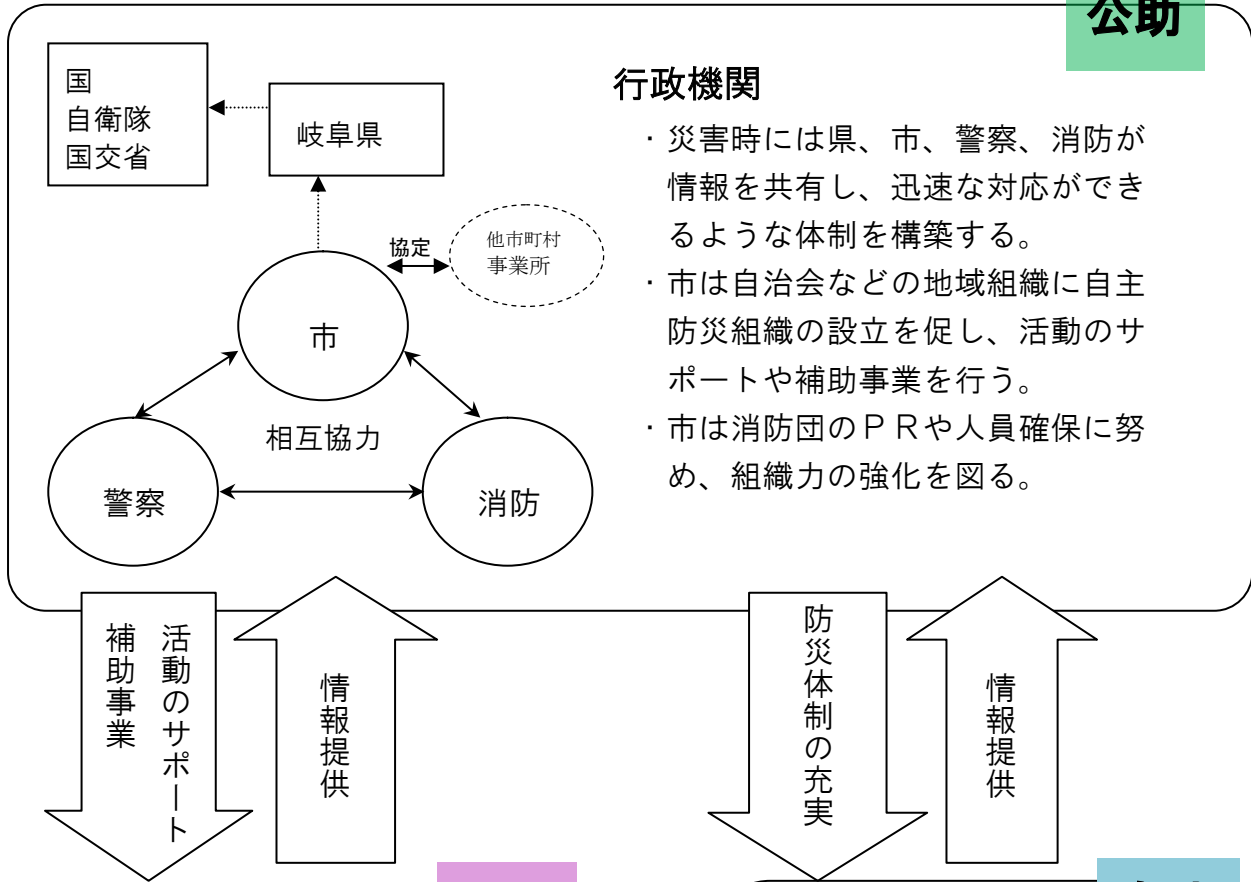 公助
国
自衛隊
国交省
岐阜県
協定
他市町村
事業所
市
相互協力
警察
消防
行政機関
・災害時には県、市、警察、消防が
情報を共有し、迅速な対応ができ
るような体制を構築する。
・市は自治会などの地域組織に自主
防災組織の設立を促し、活動のサ
ポートや補助事業を行う。
・市は消防団のＰＲや人員確保に努
め、組織力の強化を図る。
活動のサポート
補助事業
情報提供
防災体制の充実
情報提供